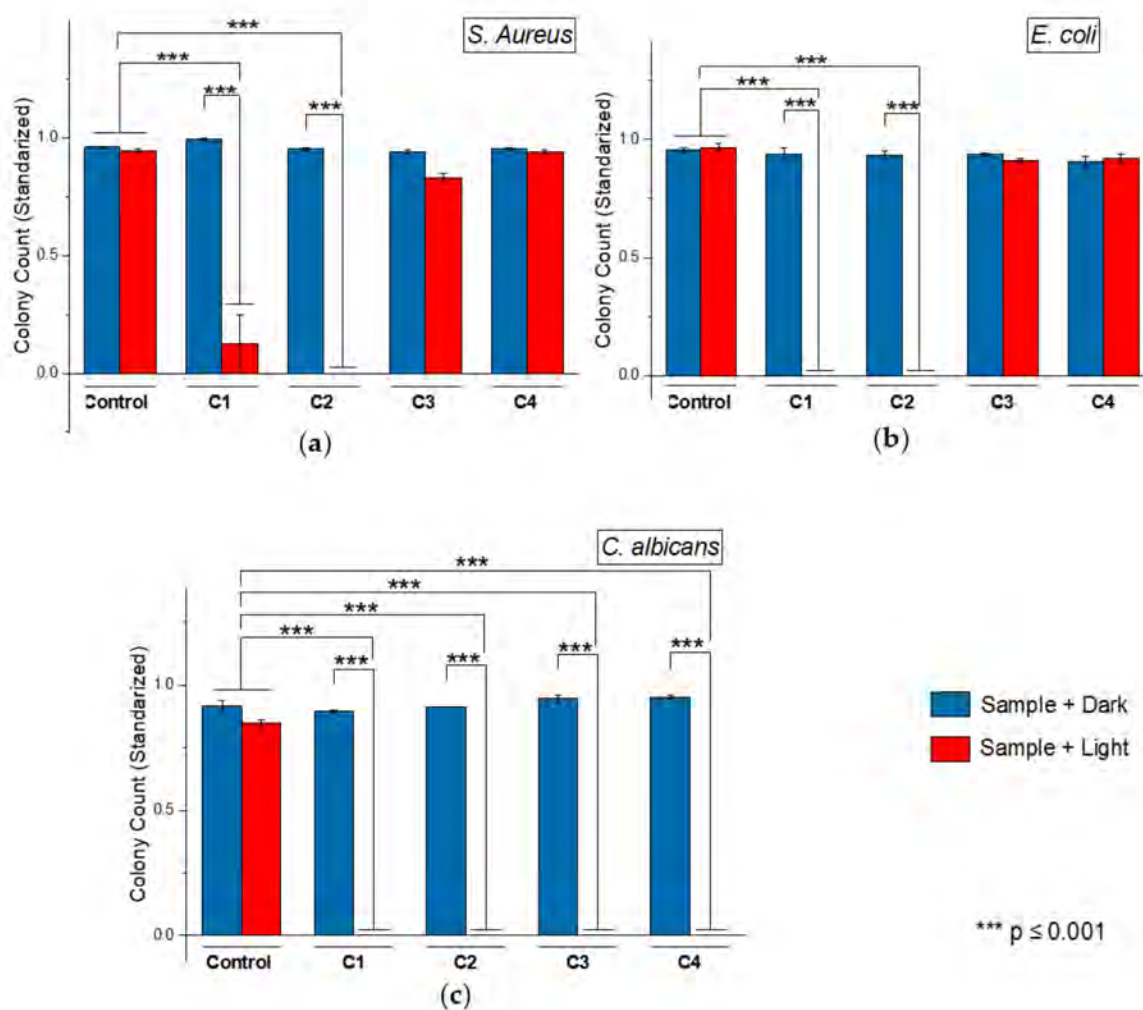 S. Aureus
***
***
***
***
Colony Count (Standarized)
1.0
0.5
0.0
Control C1 C2 C3 C4
(a)
E. coli
***
***
***
***
Colony Count (Standarized)
1.0
0.5
0.0
Control C1 C2 C3 C4
(b)
C. albicans
***
***
***
***
***
***
***
***
Colony Count (Standarized)
1.0
0.5
0.0
Control C1 C2 C3 C4
(c)
Sample + Dark
Sample + Light
*** p ≤ 0.001